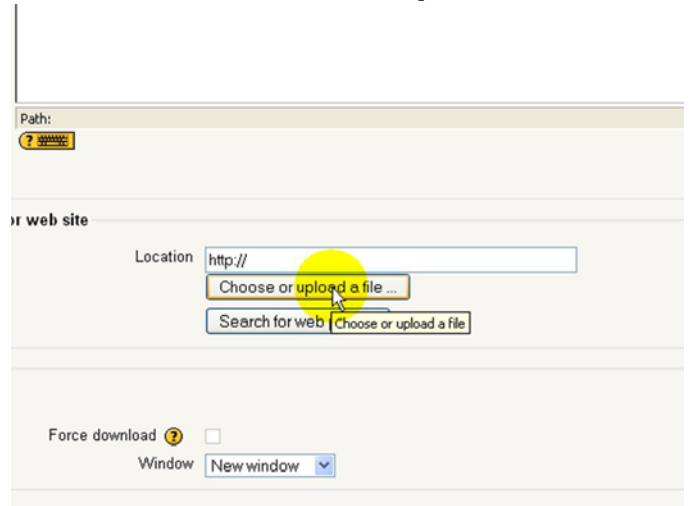 Path:
?
or web site
Location http://
Choose or upload a file ...
Search for web
Choose or upload a file
Force download ?
Window New window